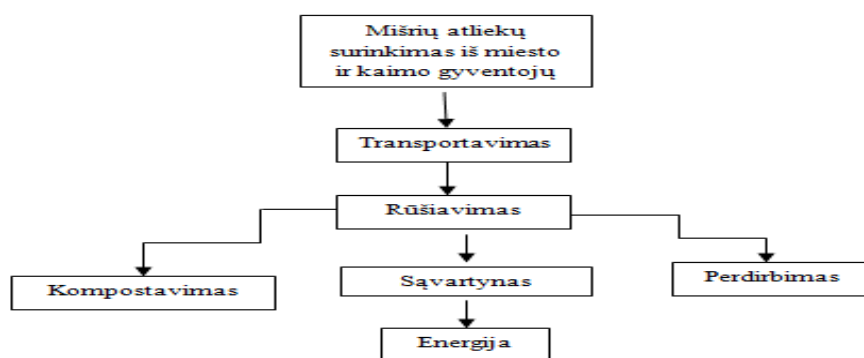 Mišrių atliekų
surinkimas iš miesto
ir kaimo gyventojų
Transportavimas
Rūšiavimas
Kompostavimas
Sąvartynas
Perdirbimas
Energija